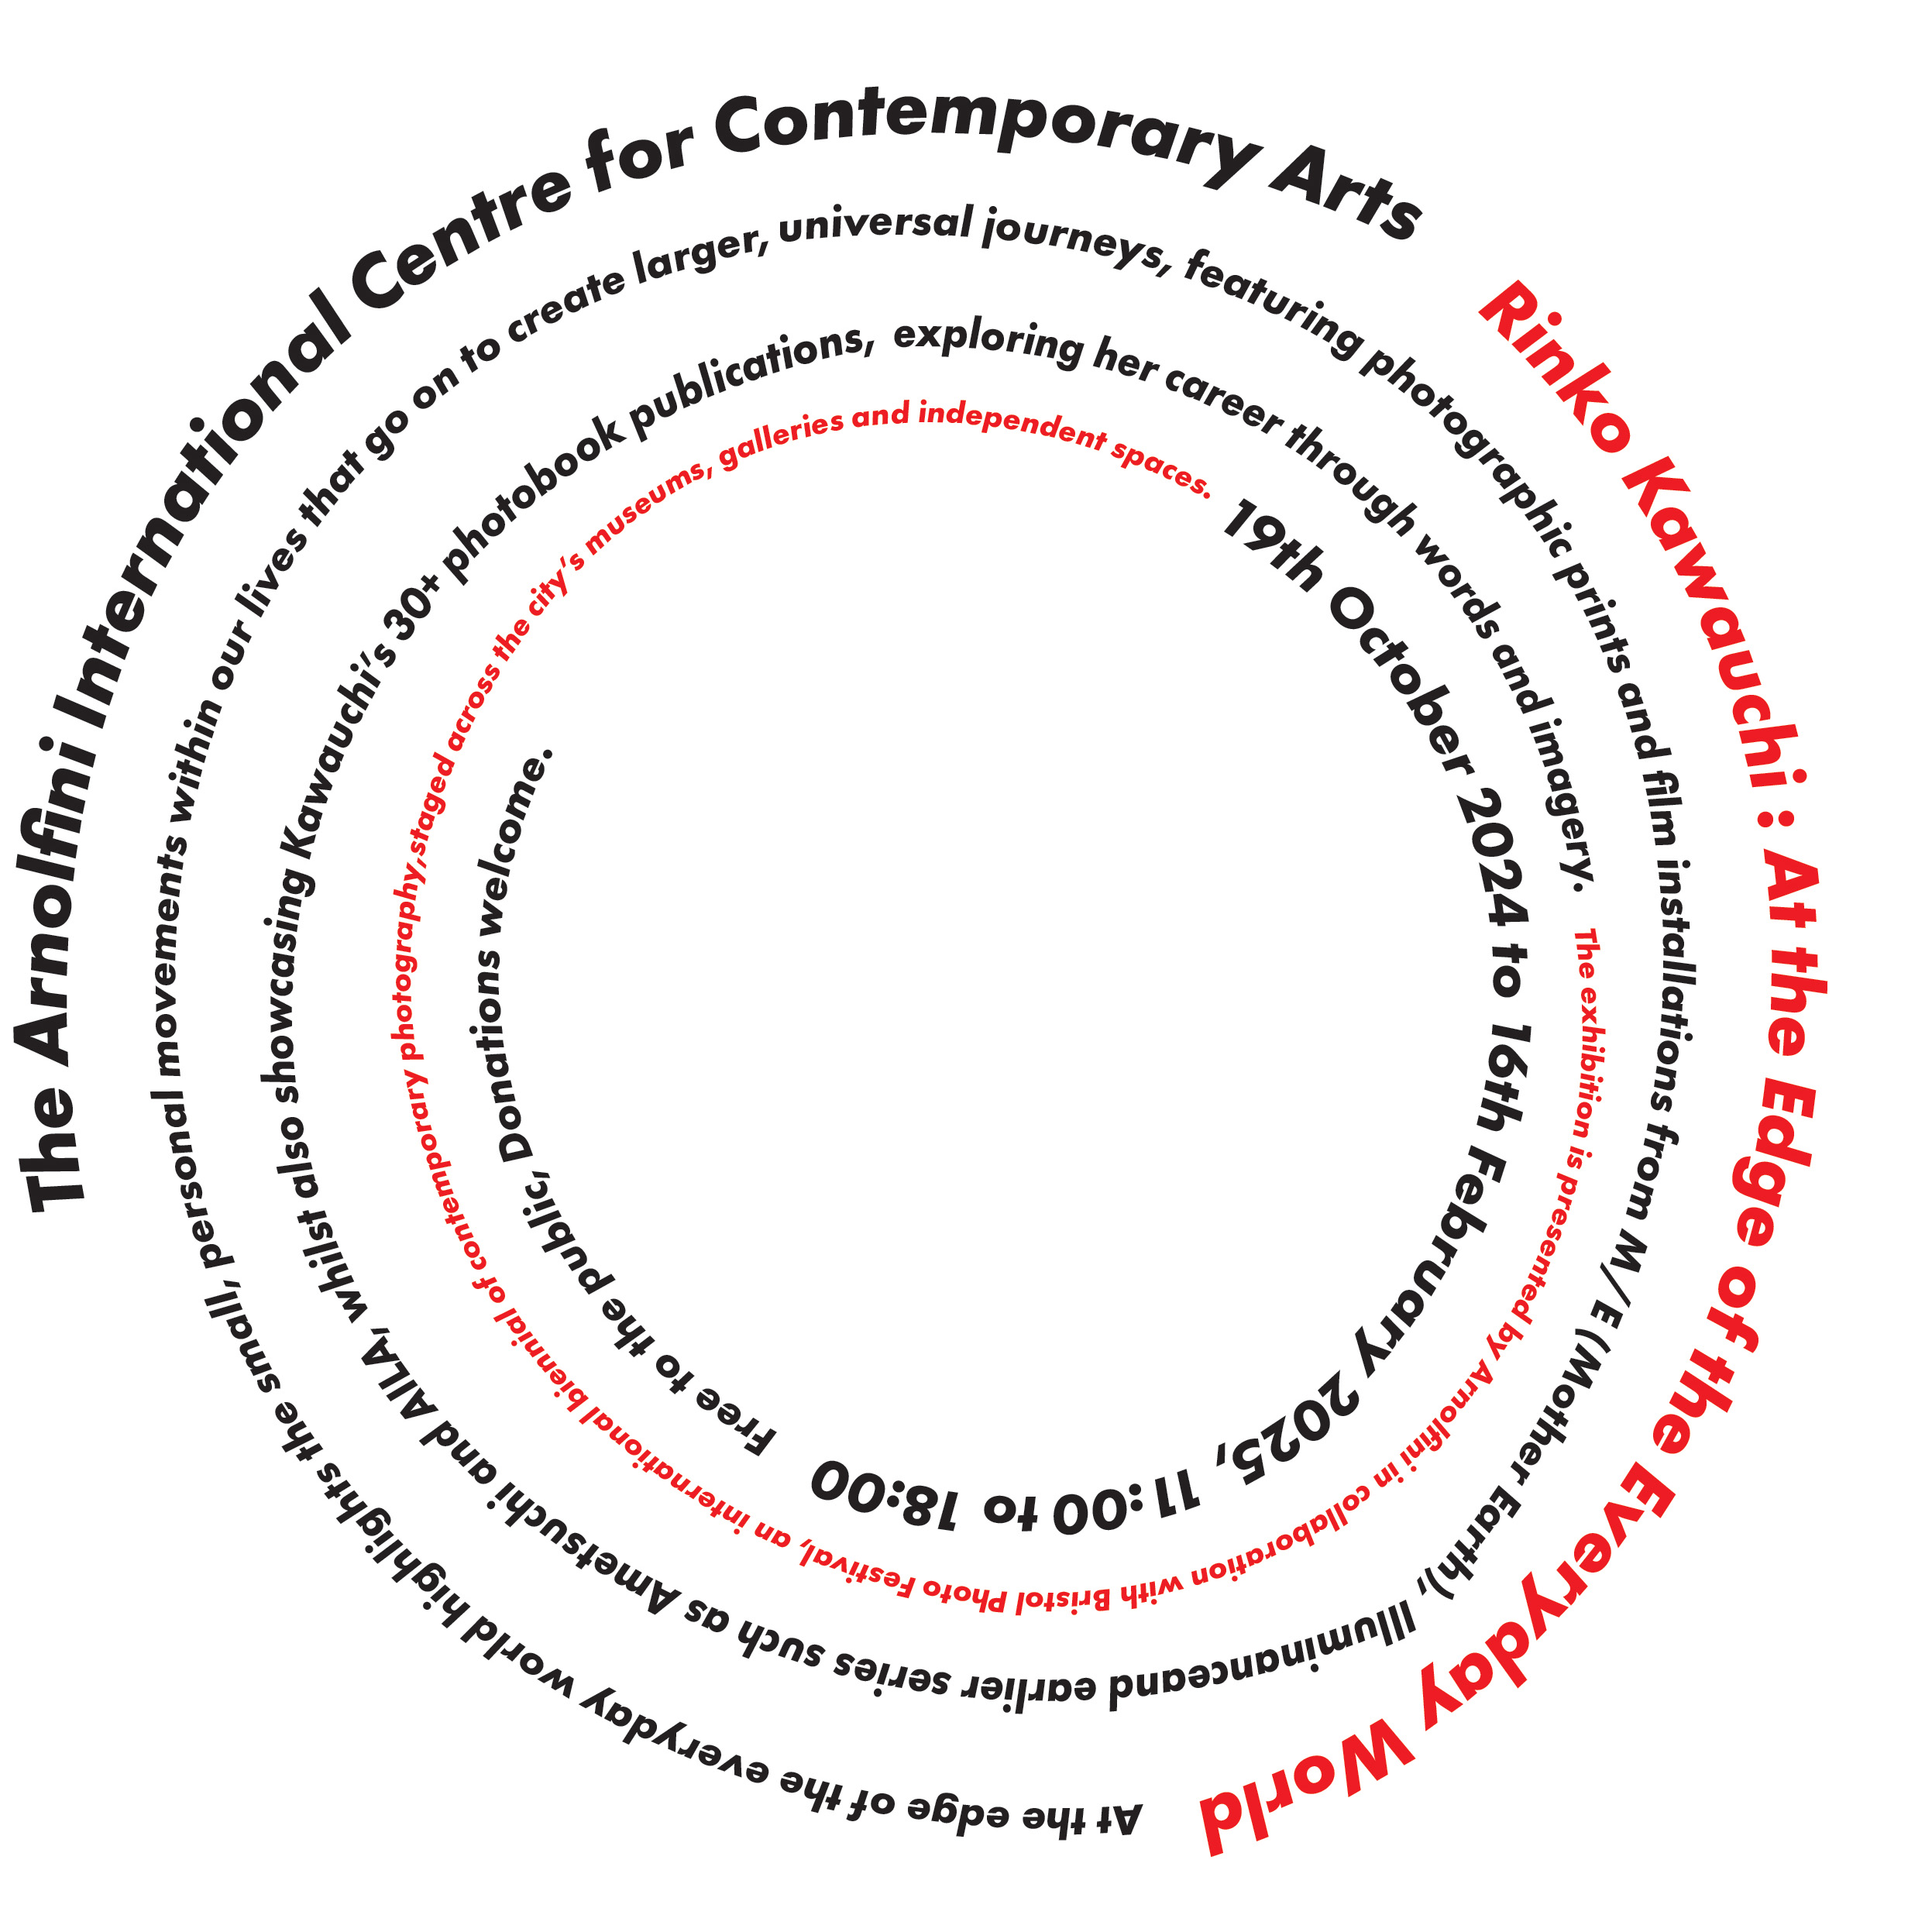 The Arnolfini International Centre for Contemporary Arts
Rinko Kawauchi : At the Edge of the Everyday World
At the edge of the everyday world highlights the small, personal movements within our lives that go on to create larger, universal journeys, featuring photographic prints and film installations from M/E (Mother Earth), Illuminanceand earlier series such as Ametsuchi and AILA, whilst also showcasing Kawauchi's 30+ photobook publications, exploring her career through words and imagery.
The exhibition is presented by Arnolfini in collaboration with Bristol Photo Festival, an international biennial of contemporary photography,staged across the city's museums, galleries and independent spaces.
19th October 2024 to 16th February 2025, 11:00 to 18:00
Free to the public, Donations welcome.